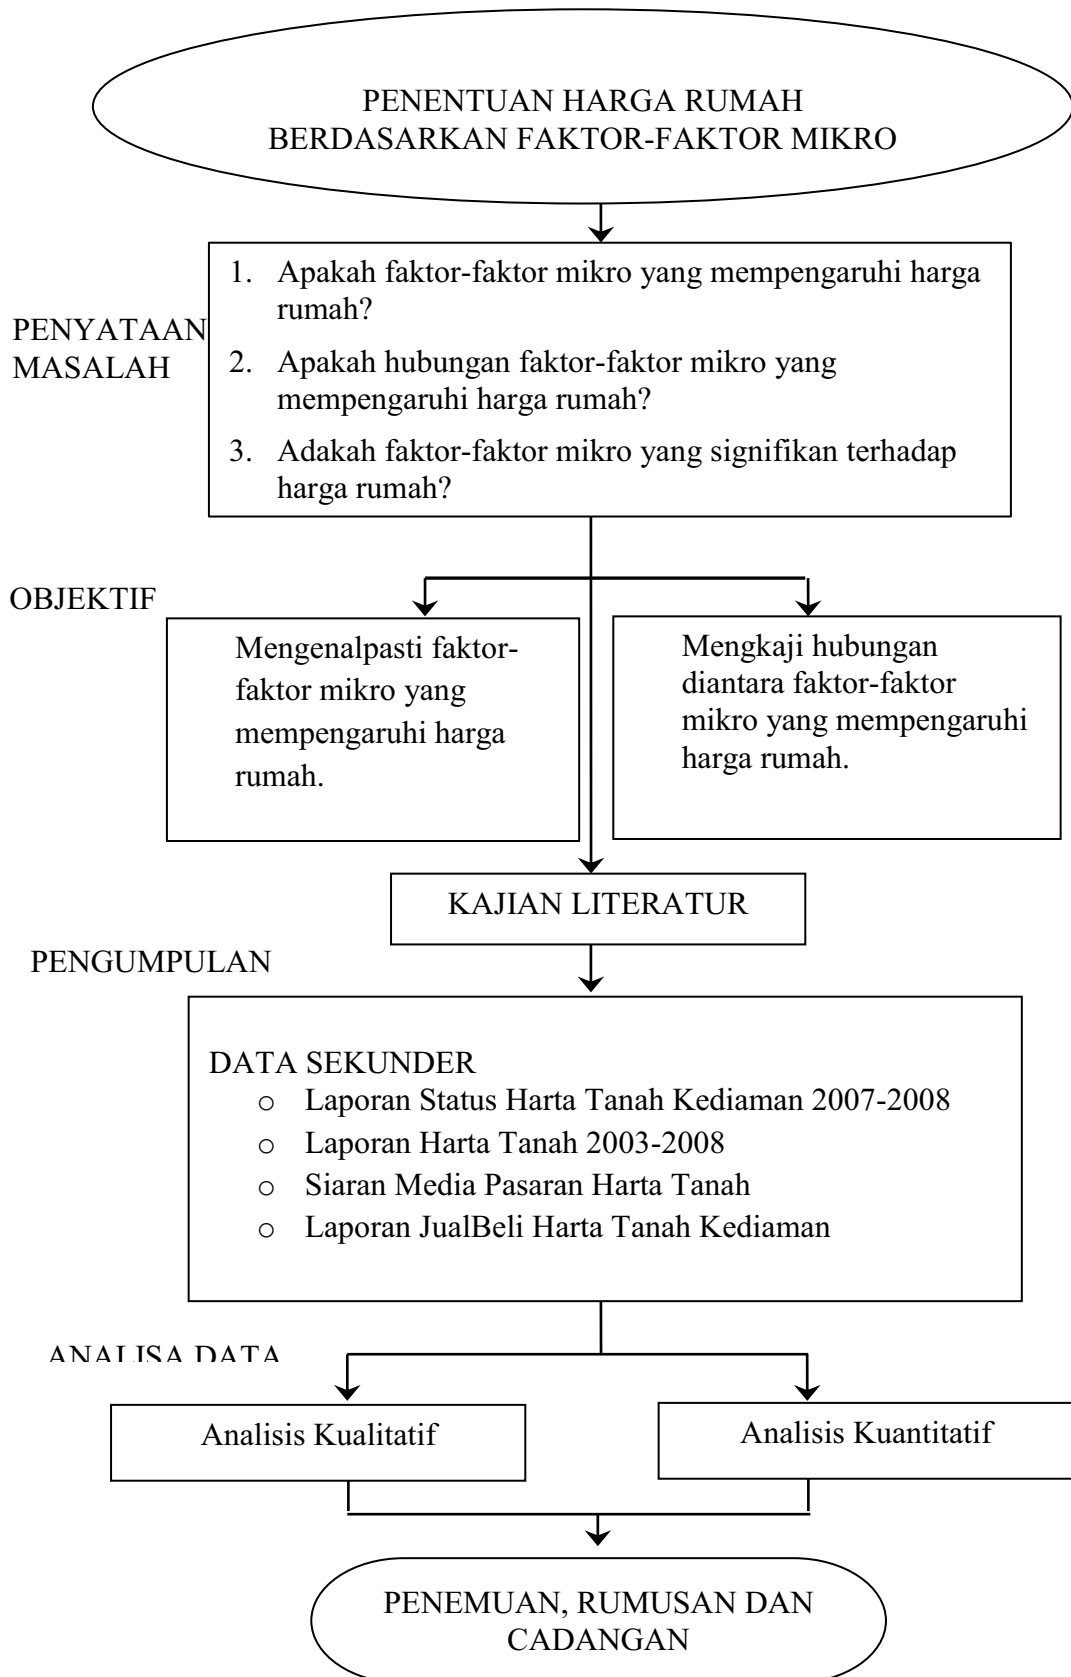 PENENTUAN HARGA RUMAH
BERDASARKAN FAKTOR-FAKTOR MIKRO
PENYATAAN
MASALAH
1. Apakah faktor-faktor mikro yang mempengaruhi harga
rumah?
2. Apakah hubungan faktor-faktor mikro yang
mempengaruhi harga rumah?
3. Adakah faktor-faktor mikro yang signifikan terhadap
harga rumah?
OBJEKTIF
Mengenalpasti faktor-
faktor mikro yang
mempengaruhi harga
rumah.
Mengkaji hubungan
diantara faktor-faktor
mikro yang mempengaruhi
harga rumah.
KAJIAN LITERATUR
PENGUMPULAN
DATA SEKUNDER
o Laporan Status Harta Tanah Kediaman 2007-2008
o Laporan Harta Tanah 2003-2008
o Siaran Media Pasaran Harta Tanah
o Laporan JualBeli Harta Tanah Kediaman
ANALISA DATA
Analisis Kualitatif
Analisis Kuantitatif
PENEMUAN, RUMUSAN DAN
CADANGAN